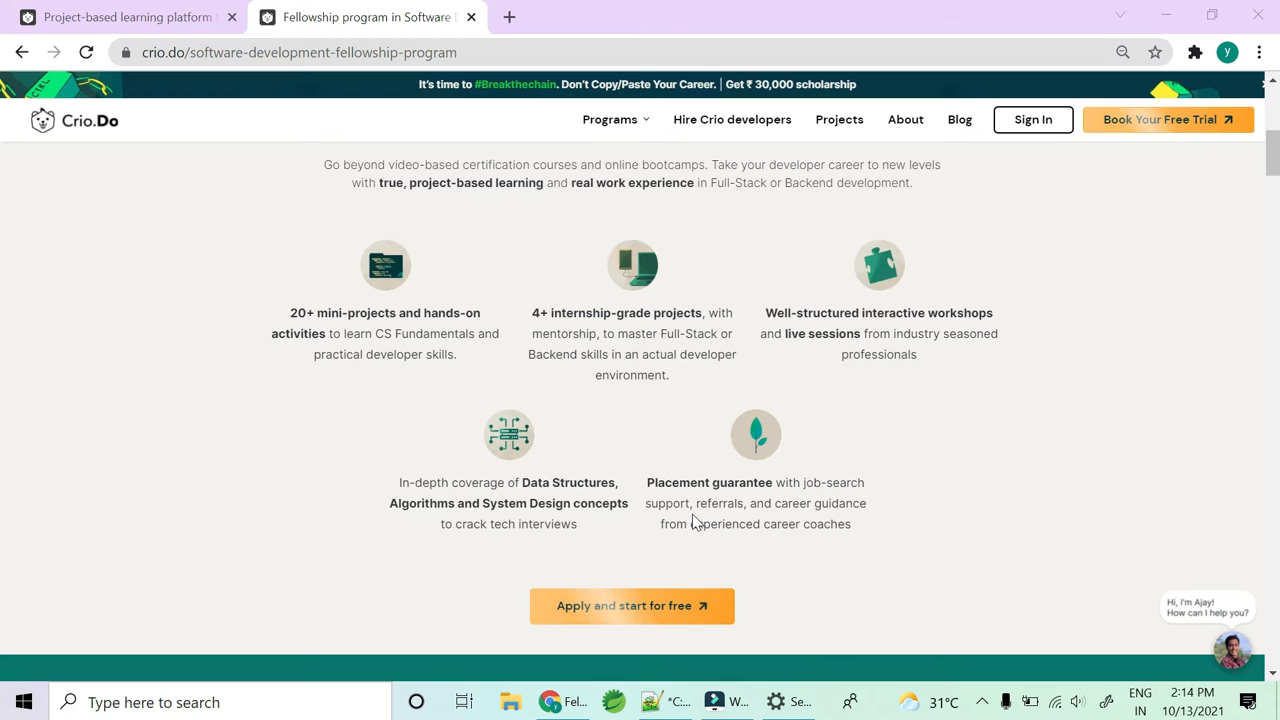 Project-based learning platform
Fellowship program in Software
crio.do/software-development-fellowship-program
y
It's time to #Breakthechain. Don't Copy/Paste Your Career. | Get ₹ 30,000 scholarship
Crio.Do
Programs
Hire Crio developers
Projects
About
Blog
Sign In
Book Your Free Trial
Go beyond video-based certification courses and online bootcamps. Take your developer career to new levels
with true, project-based learning and real work experience in Full-Stack or Backend development.
20+ mini-projects and hands-on
activities to learn CS Fundamentals and
practical developer skills.
4+ internship-grade projects, with
mentorship, to master Full-Stack or
Backend skills in an actual developer
environment.
Well-structured interactive workshops
and live sessions from industry seasoned
professionals
In-depth coverage of Data Structures,
Algorithms and System Design concepts
to crack tech interviews
Placement guarantee with job-search
support, referrals, and career guidance
from experienced career coaches
Apply and start for free
Hi, I'm Ajay!
How can I help you?
Type here to search
Fel...
*C:...
W...
Se...
31°C
ENG
IN
2:14 PM
10/13/2021